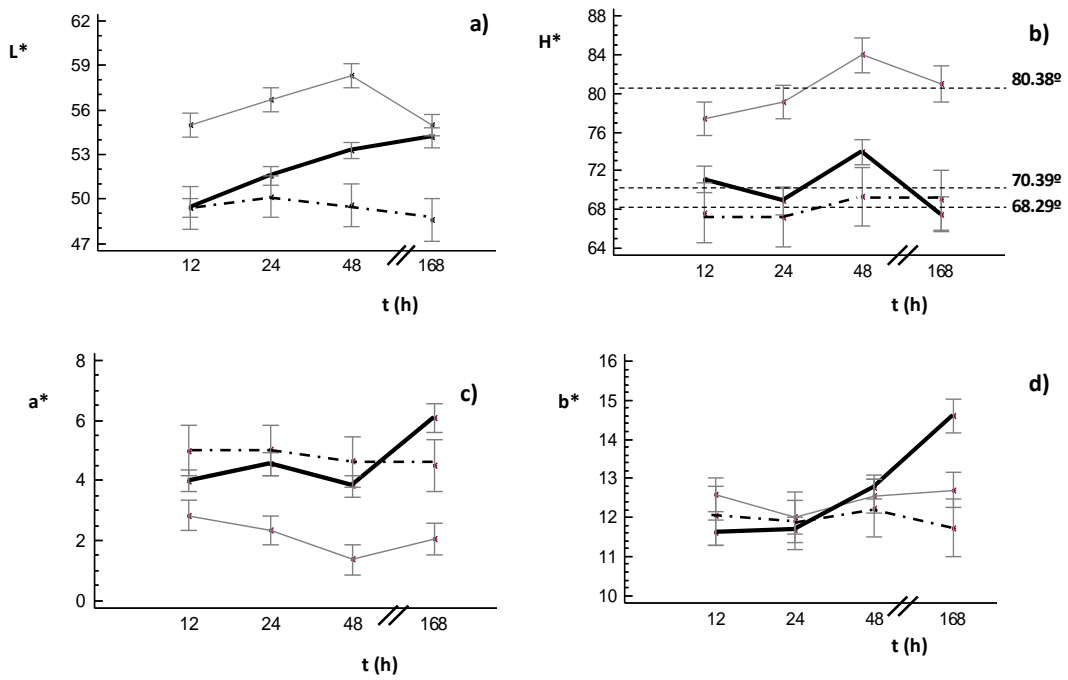 a)
L*
62
59
56
53
50
47
12 24 48 168
t (h)
b)
H*
88
84
80
76
72
68
64
80.38º
70.39º
68.29º
12 24 48 168
t (h)
c)
a*
8
6
4
2
0
12 24 48 168
t (h)
d)
b*
16
15
14
13
12
11
10
12 24 48 168
t (h)